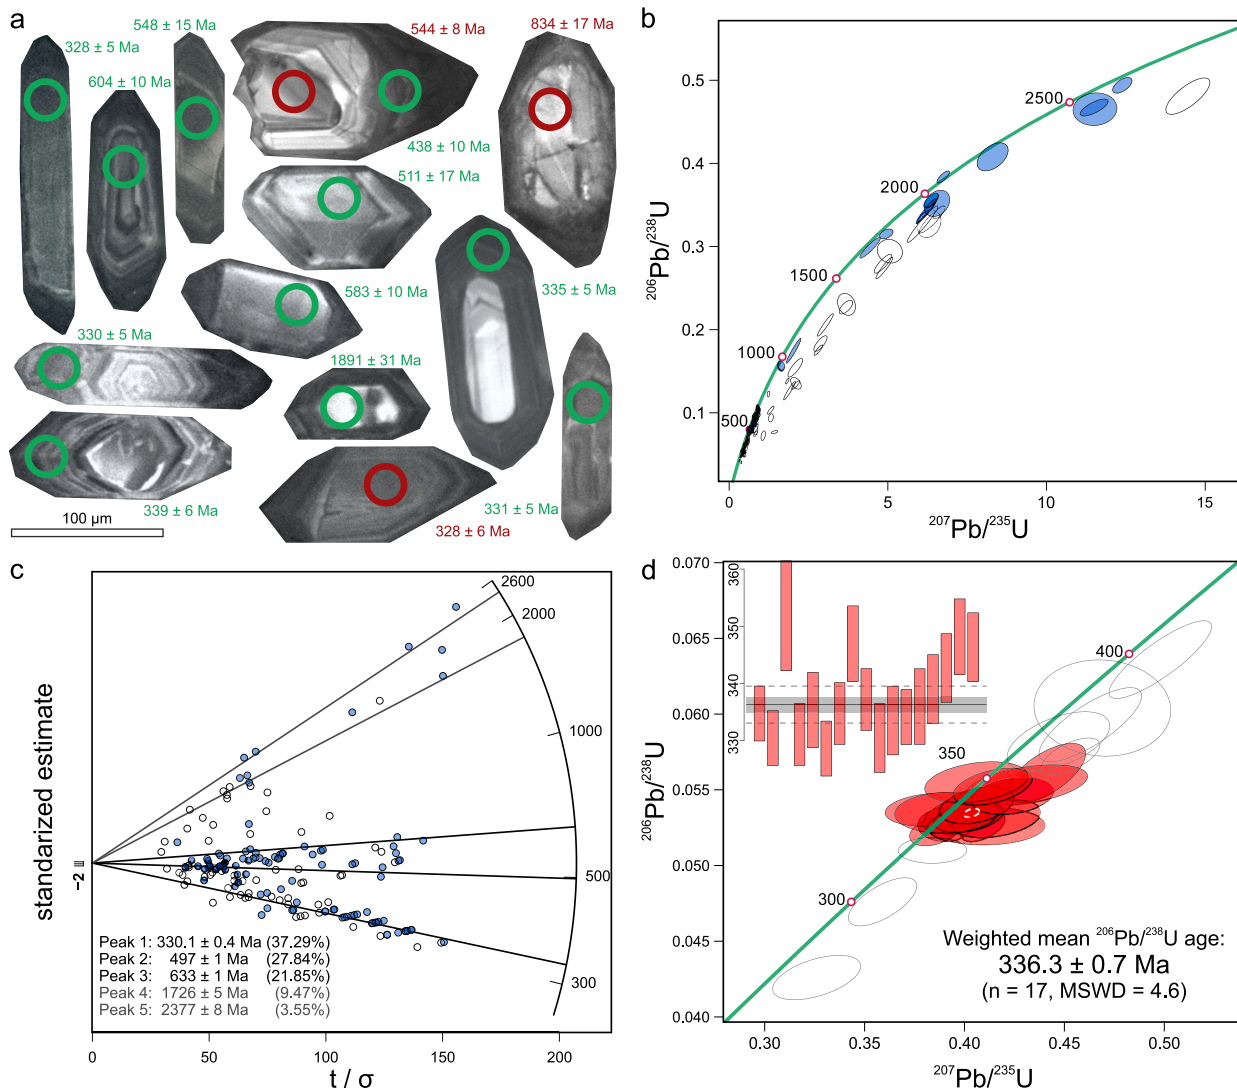 a
548 ± 15 Ma
544 ± 8 Ma
834 ± 17 Ma
328 ± 5 Ma
604 ± 10 Ma
438 ± 10 Ma
511 ± 17 Ma
583 ± 10 Ma
335 ± 5 Ma
330 ± 5 Ma
1891 ± 31 Ma
339 ± 6 Ma
331 ± 5 Ma
328 ± 6 Ma
100 µm
b
0.5
0.4
0.3
0.2
0.1
206Pb/238U
2500
2000
1500
1000
500
0
5
10
15
207Pb/235U
c
standarized estimate
−2
2600
2000
1000
500
300
Peak 1: 330.1 ± 0.4 Ma (37.29%)
Peak 2: 497 ± 1 Ma (27.84%)
Peak 3: 633 ± 1 Ma (21.85%)
Peak 4: 1726 ± 5 Ma (9.47%)
Peak 5: 2377 ± 8 Ma (3.55%)
0
50
100
150
200
t / σ
d
0.070
0.065
0.060
0.055
0.050
0.045
0.040
206Pb/238U
360
350
340
330
400
350
300
Weighted mean 206Pb/238U age:
336.3 ± 0.7 Ma
(n = 17, MSWD = 4.6)
0.30
0.35
0.40
0.45
0.50
207Pb/235U